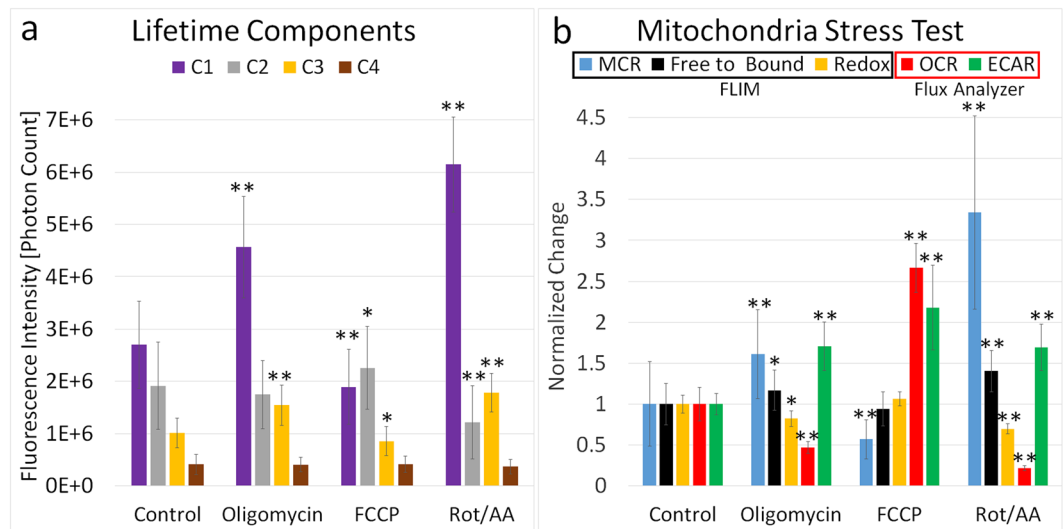 a
Lifetime Components
C1 C2 C3 C4
Fluorescence Intensity [Photon Count]
7E+6
6E+6
5E+6
4E+6
3E+6
2E+6
1E+6
0E+0
**
**
**
*
**
*
**
**
Control Oligomycin FCCP Rot/AA
b
Mitochondria Stress Test
MCR Free to Bound Redox OCR ECAR
FLIM Flux Analyzer
Normalized Change
4.5
4
3.5
3
2.5
2
1.5
1
0.5
0
**
*
*
**
**
**
**
**
**
**
**
**
**
Control Oligomycin FCCP Rot/AA